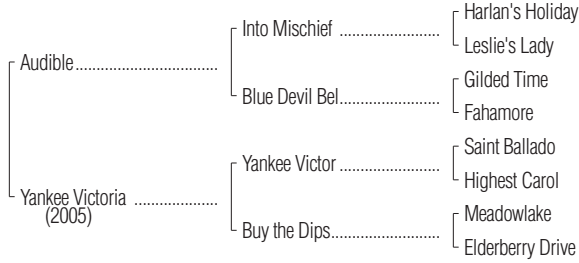 Harlan's Holiday
Into Mischief ........................
Leslie's Lady
Audible..................................
Gilded Time
Blue Devil Bel........................
Fahamore
Saint Ballado
Yankee Victor ........................
Highest Carol
Yankee Victoria ....................
(2005)
Meadowlake
Buy the Dips..........................
Elderberry Drive